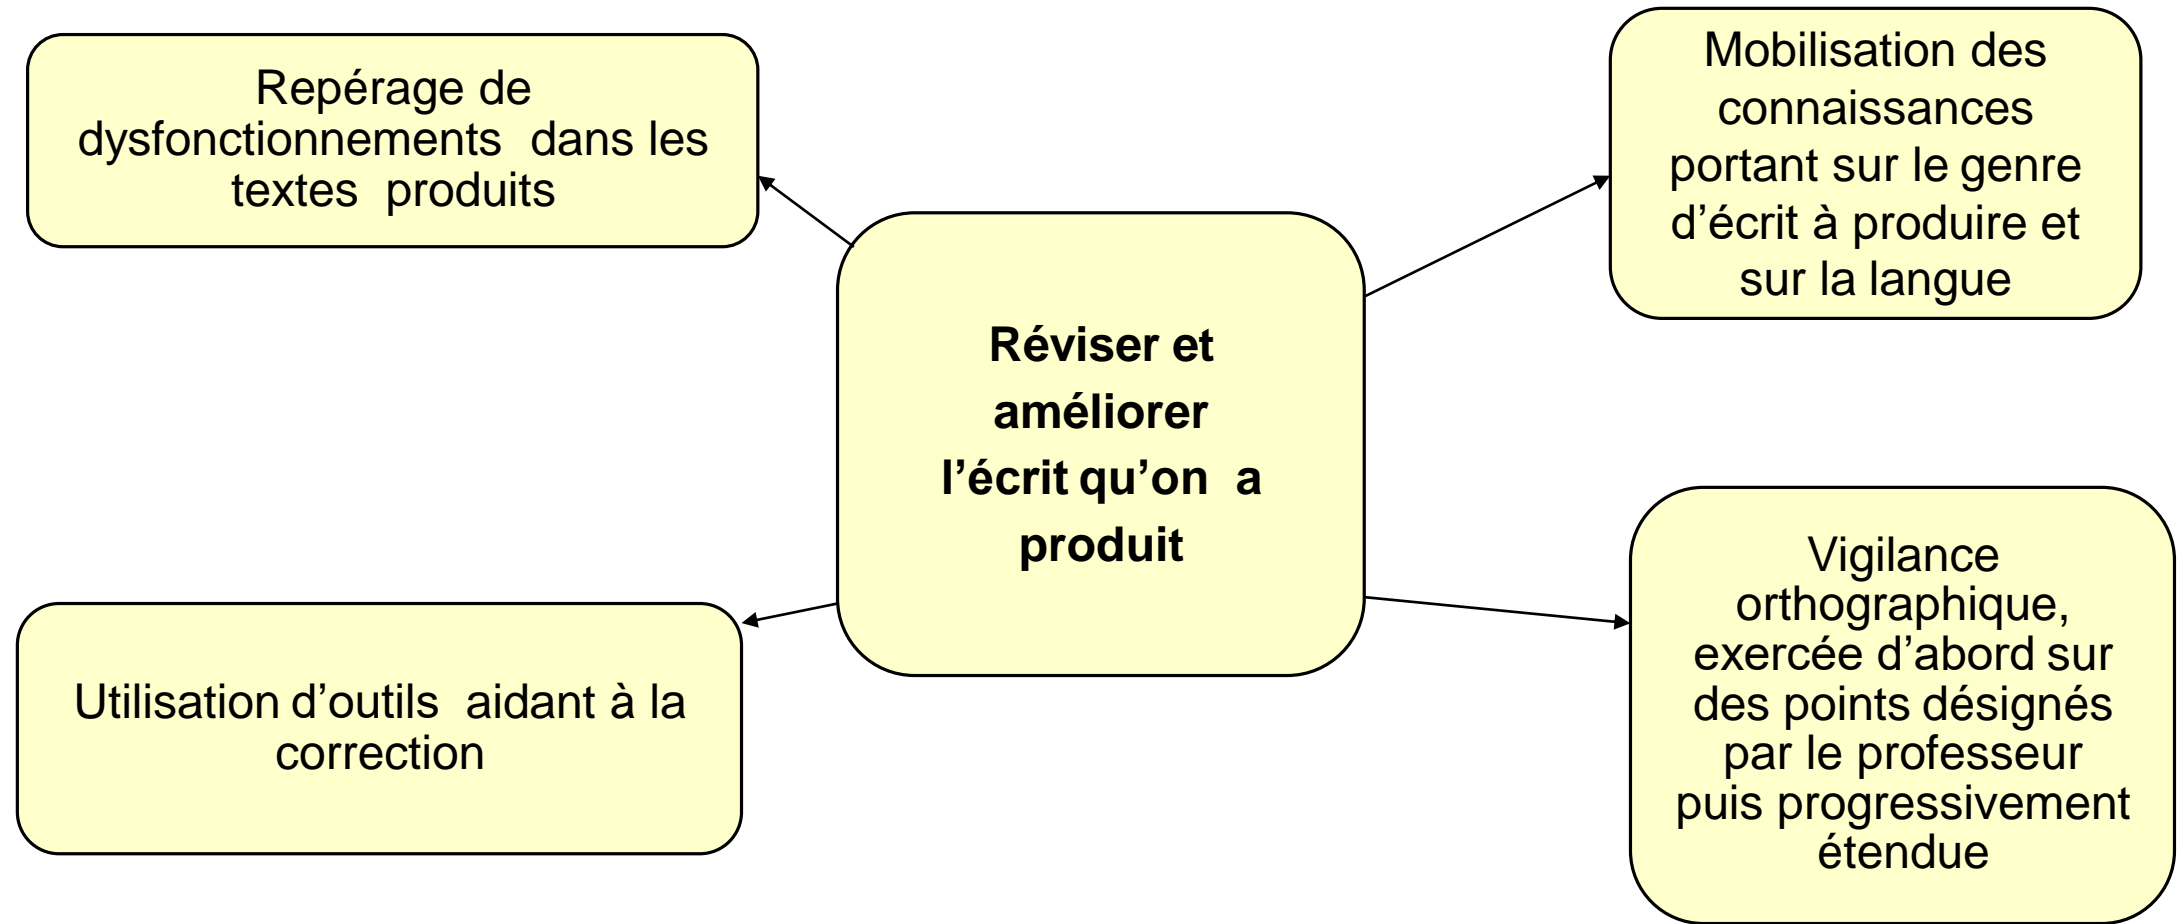 Repérage de
dysfonctionnements dans les
textes produits
Mobilisation des
connaissances
portant sur le genre
d’écrit à produire et
sur la langue
Réviser et
améliorer
l’écrit qu’on a
produit
Utilisation d’outils aidant à la
correction
Vigilance
orthographique,
exercée d’abord sur
des points désignés
par le professeur
puis progressivement
étendue